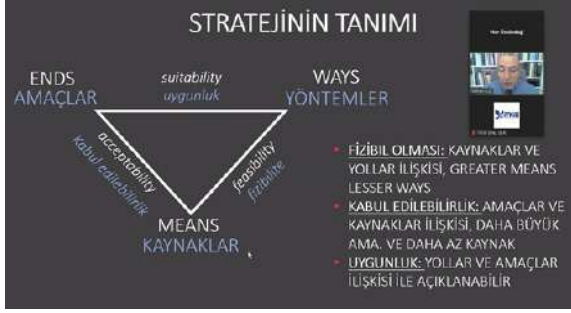 STRATEJİNİN TANIMI
ENDS
AMAÇLAR
suitability
uygunluk
WAYS
YÖNTEMLER
acceptability
kabul edilebilirlik
feasibility
fizibilite
MEANS
KAYNAKLAR
• FİZİBIL OLMASI: KAYNAKLAR VE
YOLLAR İLİŞKİSİ, GREATER MEANS
LESSER WAYS
• KABUL EDİLEBİLİRLİK: AMAÇLAR VE
KAYNAKLAR İLİŞKİSİ, DAHA BÜYÜK
AMA. VE DAHA AZ KAYNAK
• UYGUNLUK: YOLLAR VE AMAÇLAR
İLİŞKİSİ İLE AÇIKLANABİLİR